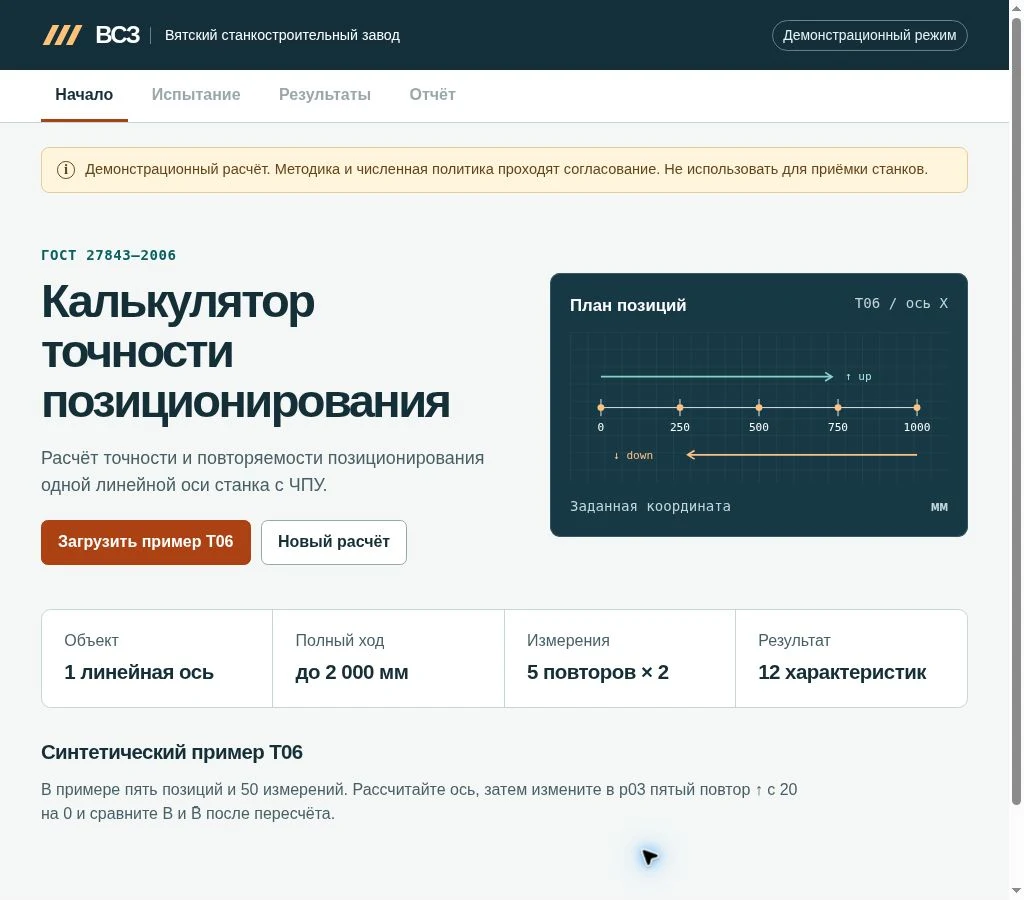 ВСЗ
Вятский станкостроительный завод
Демонстрационный режим
Начало
Испытание
Результаты
Отчёт
i Демонстрационный расчёт. Методика и численная политика проходят согласование. Не использовать для приёмки станков.
ГОСТ 27843—2006
Калькулятор
точности
позиционирования
Расчёт точности и повторяемости позиционирования
одной линейной оси станка с ЧПУ.
Загрузить пример T06
Новый расчёт
План позиций
T06 / ось X
↑ up
0
250
500
750
1000
↓ down
Заданная координата
мм
Объект
1 линейная ось
Полный ход
до 2 000 мм
Измерения
5 повторов × 2
Результат
12 характеристик
Синтетический пример T06
В примере пять позиций и 50 измерений. Рассчитайте ось, затем измените в p03 пятый повтор ↑ с 20
на 0 и сравните B и B̄ после пересчёта.